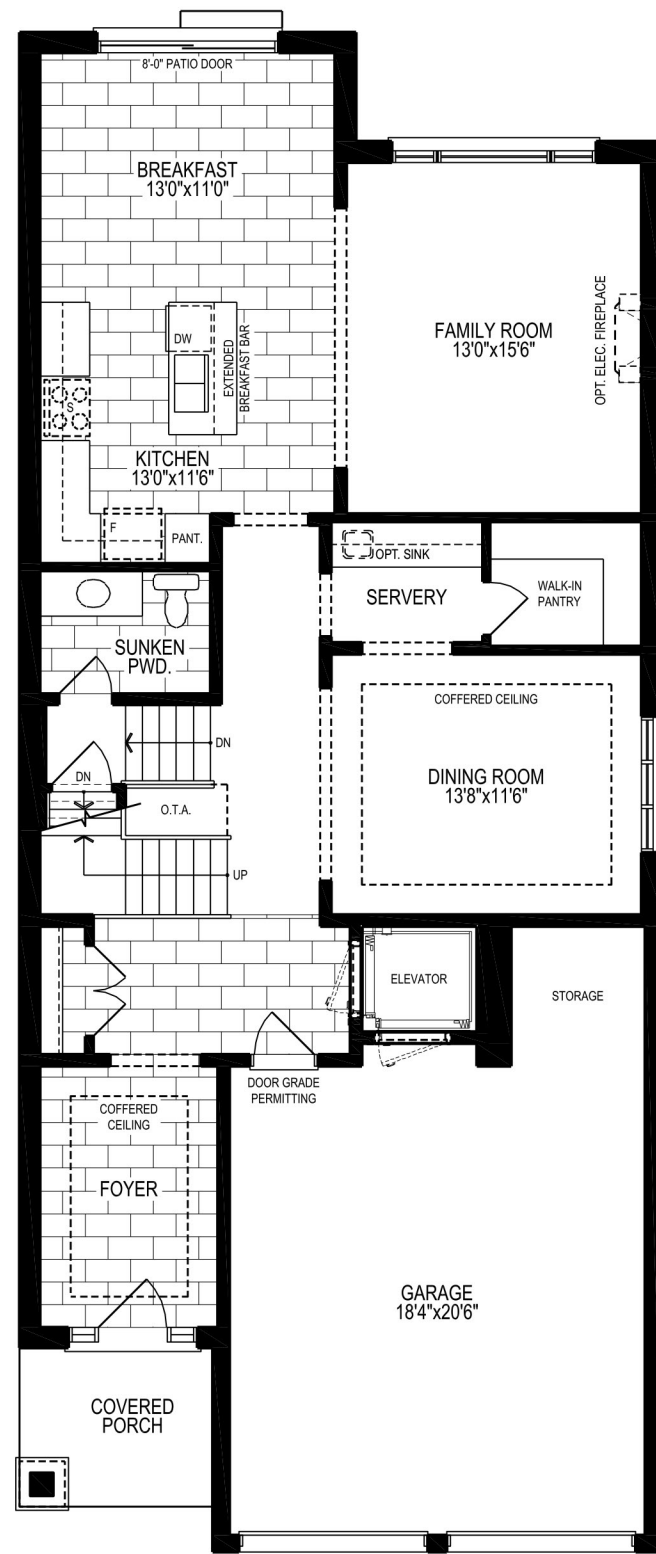 8'-0" PATIO DOOR
BREAKFAST
13'0"x11'0"
FAMILY ROOM
13'0"x15'6"
OPT. ELEC. FIREPLACE
DW
EXTENDED
BREAKFAST BAR
S
KITCHEN
13'0"x11'6"
F
PANT.
OPT. SINK
SERVERY
WALK-IN
PANTRY
SUNKEN
PWD.
COFFERED CEILING
DN
DN
DINING ROOM
13'8"x11'6"
O.T.A.
UP
ELEVATOR
STORAGE
DOOR GRADE
PERMITTING
COFFERED
CEILING
FOYER
GARAGE
18'4"x20'6"
COVERED
PORCH